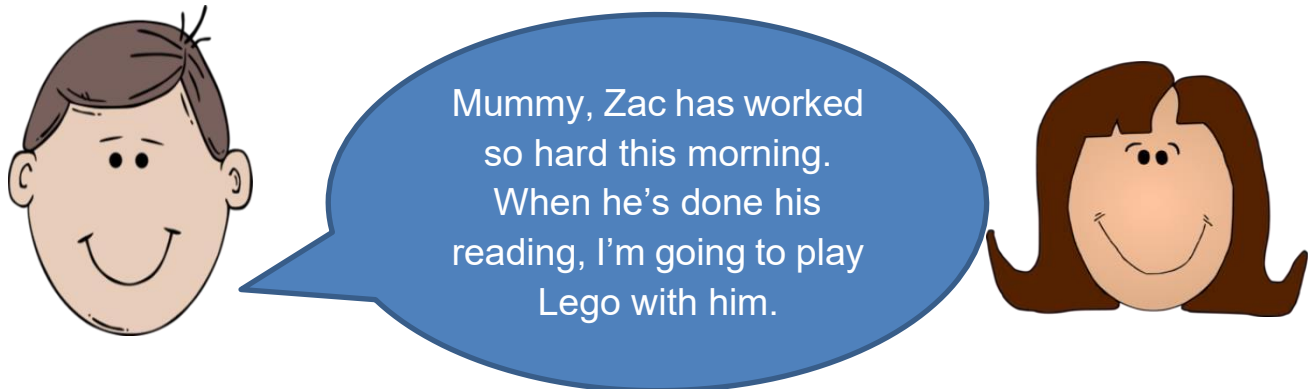 Mummy, Zac has worked
so hard this morning.
When he’s done his
reading, I’m going to play
Lego with him.